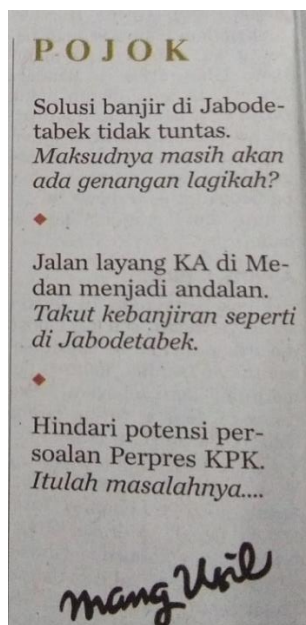 POJOK
Solusi banjir di Jabode-
tabek tidak tuntas.
Maksudnya masih akan
ada genangan lagikah?
Jalan layang KA di Me-
dan menjadi andalan.
Takut kebanjiran seperti
di Jabodetabek.
Hindari potensi per-
soalan Perpres KPK.
Itulah masalahnya....
mang Usil